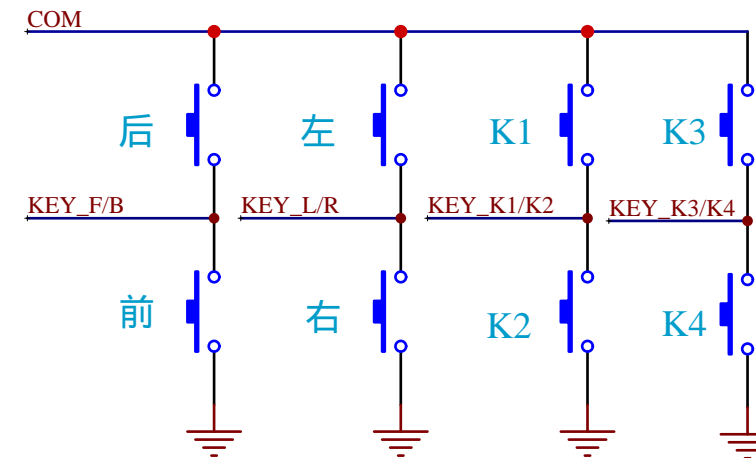 COM
后
左
K1
K3
KEY_F/B
KEY_L/R
KEY_K1/K2
KEY_K3/K4
前
右
K2
K4